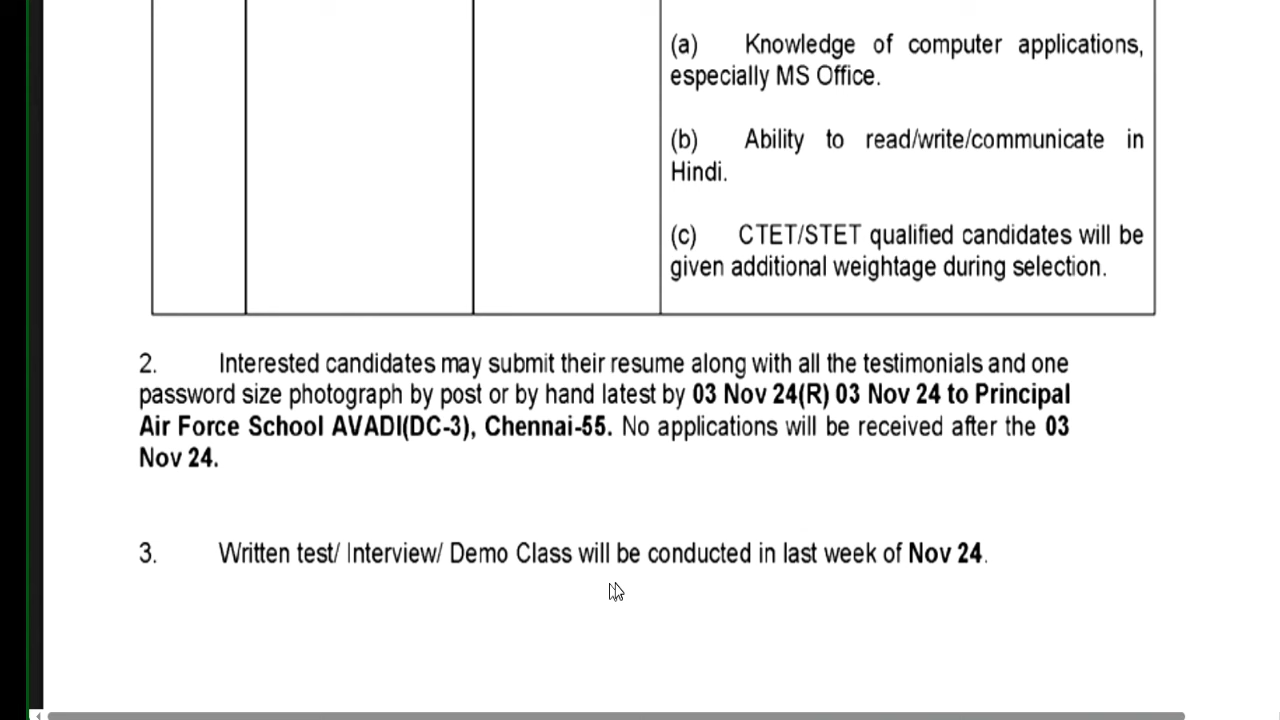 (a) Knowledge of computer applications,
especially MS Office.
(b) Ability to read/write/communicate in
Hindi.
(c) CTET/STET qualified candidates will be
given additional weightage during selection.
2. Interested candidates may submit their resume along with all the testimonials and one
password size photograph by post or by hand latest by 03 Nov 24(R) 03 Nov 24 to Principal
Air Force School AVADI(DC-3), Chennai-55. No applications will be received after the 03
Nov 24.
3. Written test/ Interview/ Demo Class will be conducted in last week of Nov 24.